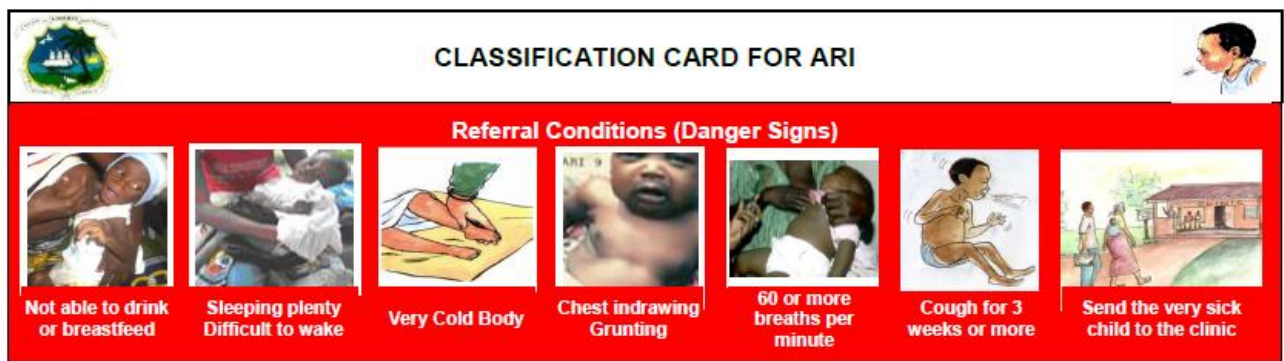 CLASSIFICATION CARD FOR ARI
Referral Conditions (Danger Signs)
ARI 9
Not able to drink
or breastfeed
Sleeping plenty
Difficult to wake
Very Cold Body
Chest indrawing
Grunting
60 or more
breaths per
minute
Cough for 3
weeks or more
Send the very sick
child to the clinic